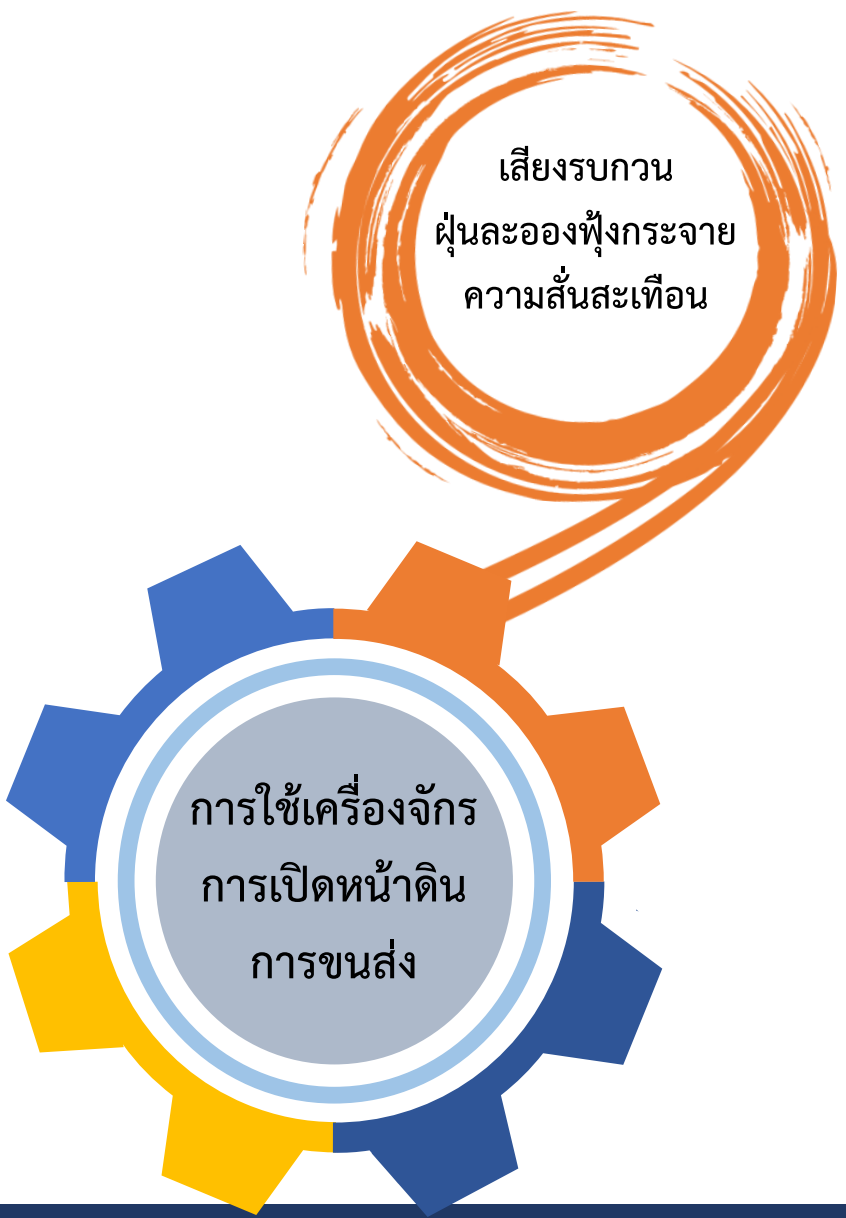 เสียงรบกวน
ฝุ่นละอองฟุ้งกระจาย
ความสั่นสะเทือน
การใช้เครื่องจักร
การเปิดหน้าดิน
การขนส่ง